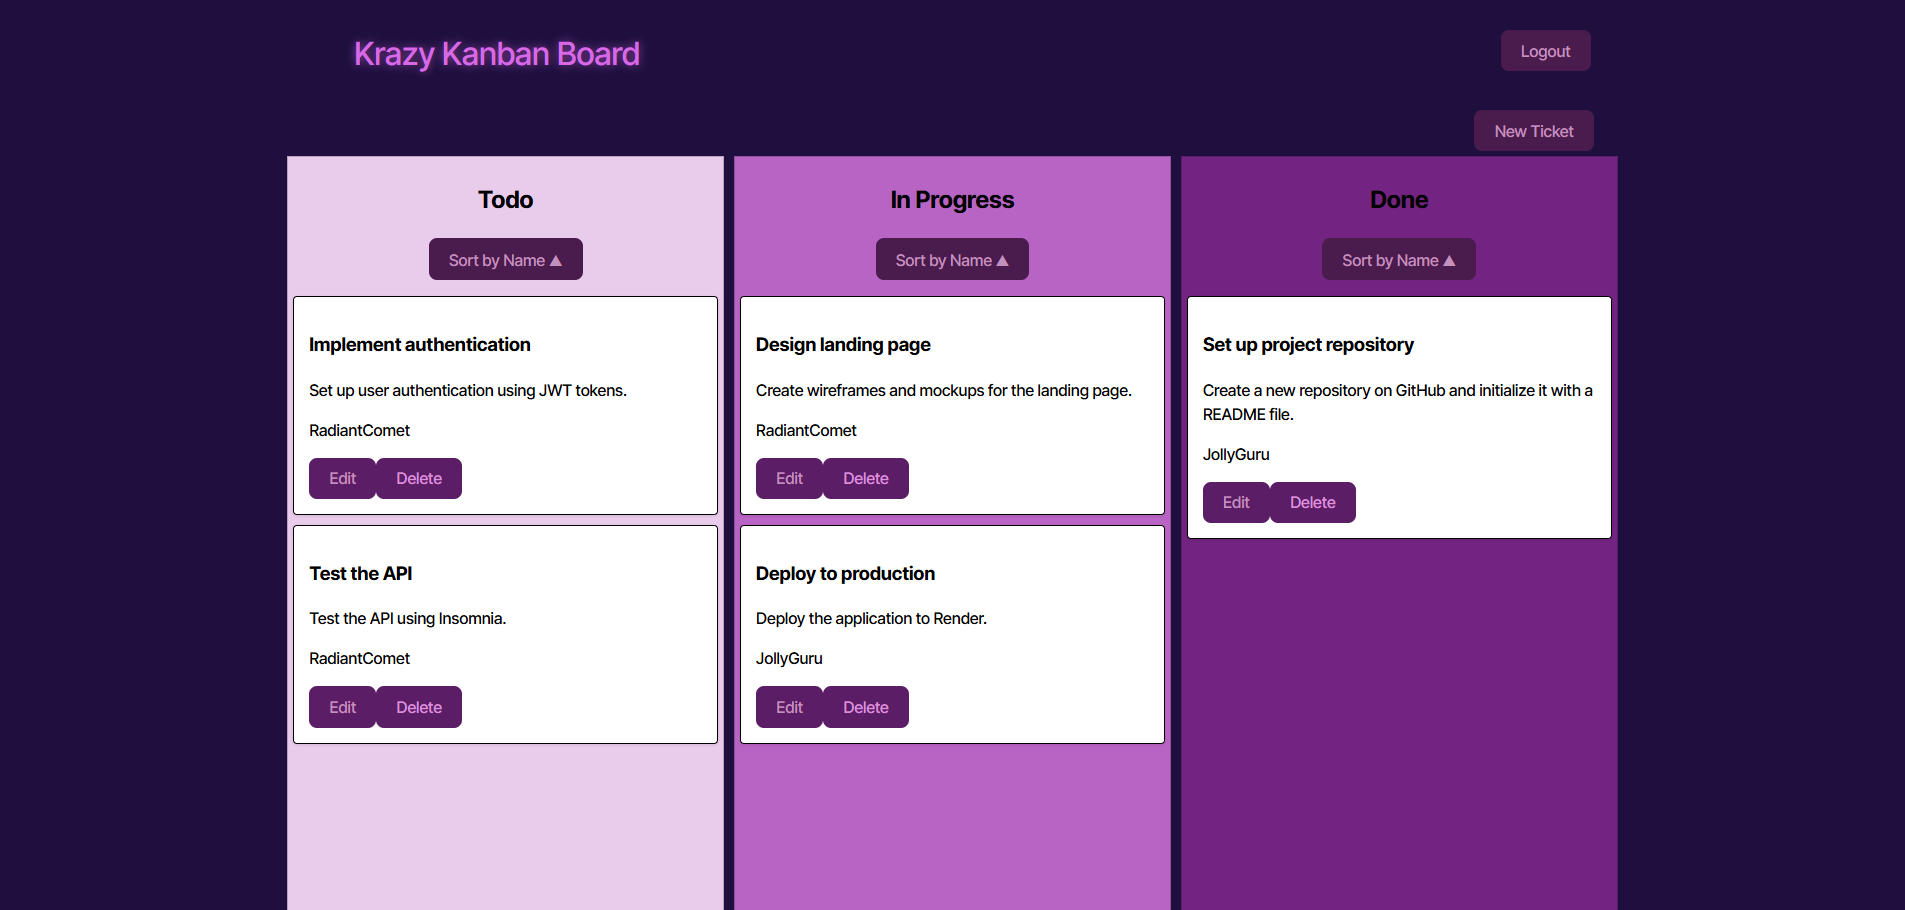 Krazy Kanban Board
Logout
New Ticket
Todo
Sort by Name ▲
Implement authentication
Set up user authentication using JWT tokens.
RadiantComet
Edit Delete
Test the API
Test the API using Insomnia.
RadiantComet
Edit Delete
In Progress
Sort by Name ▲
Design landing page
Create wireframes and mockups for the landing page.
RadiantComet
Edit Delete
Deploy to production
Deploy the application to Render.
JollyGuru
Edit Delete
Done
Sort by Name ▲
Set up project repository
Create a new repository on GitHub and initialize it with a
README file.
JollyGuru
Edit Delete